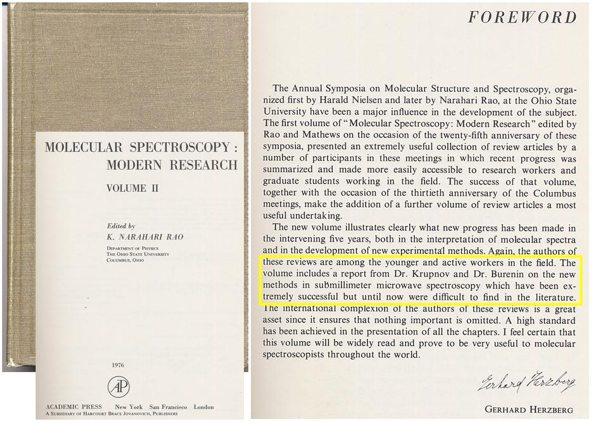 MOLECULAR SPECTROSCOPY:
MODERN RESEARCH
VOLUME II
Edited by
K. NARAHARI RAO
DEPARTMENT OF PHYSICS
THE OHIO STATE UNIVERSITY
COLUMBUS, OHIO
1976
AP
ACADEMIC PRESS New York San Francisco London
A SUBSIDIARY OF HARCOURT BRACE JOVANOVICH, PUBLISHERS
FOREWORD
The Annual Symposia on Molecular Structure and Spectroscopy, orga-
nized first by Harald Nielsen and later by Narahari Rao, at the Ohio State
University have been a major influence in the development of the subject.
The first volume of "Molecular Spectroscopy: Modern Research" edited by
Rao and Mathews on the occasion of the twenty-fifth anniversary of these
symposia, presented an extremely useful collection of review articles by a
number of participants in these meetings in which recent progress was
summarized and made more easily accessible to research workers and
graduate students working in the field. The success of that volume,
together with the occasion of the thirtieth anniversary of the Columbus
meetings, make the addition of a further volume of review articles a most
useful undertaking.
The new volume illustrates clearly what new progress has been made in
the intervening five years, both in the interpretation of molecular spectra
and in the development of new experimental methods. Again, the authors of
these reviews are among the younger and active workers in the field. The
volume includes a report from Dr. Krupnov and Dr. Burenin on the new
methods in submillimeter microwave spectroscopy which have been ex-
tremely successful but until now were difficult to find in the literature.
The international complexion of the authors of these reviews is a great
asset since it ensures that nothing important is omitted. A high standard
has been achieved in the presentation of all the chapters. I feel certain that
this volume will be widely read and prove to be very useful to molecular
spectroscopists throughout the world.
Gerhard Herzberg
GERHARD HERZBERG